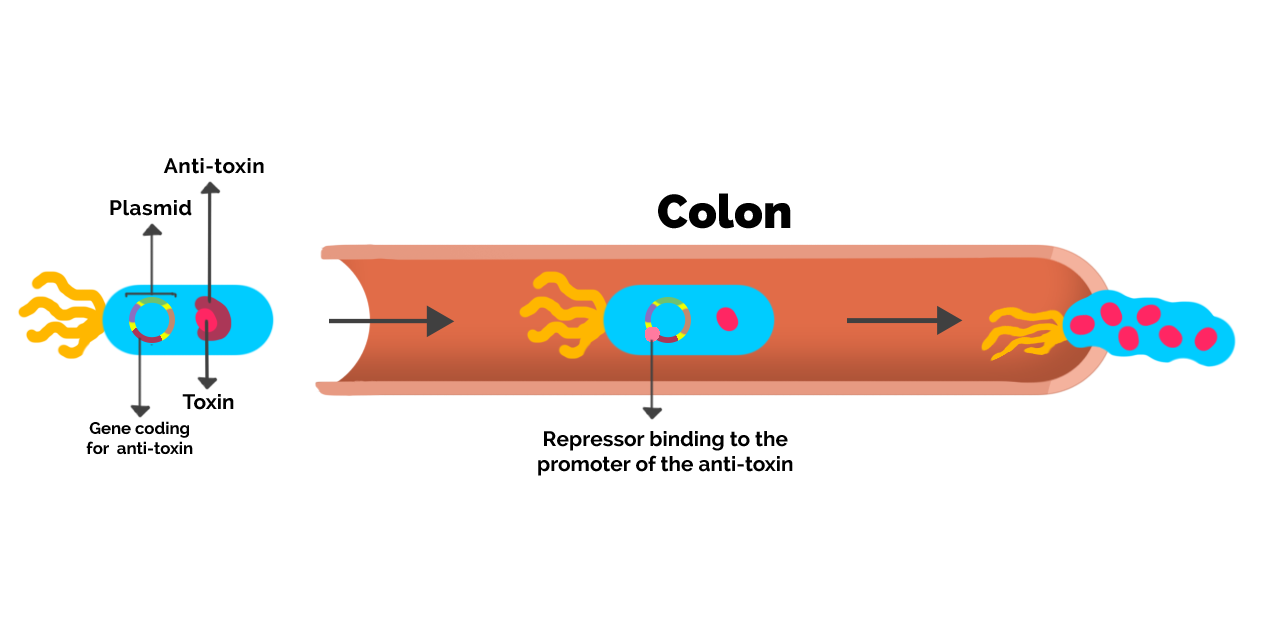 Anti-toxin
Plasmid
Colon
Toxin
Gene coding
for anti-toxin
Repressor binding to the
promoter of the anti-toxin